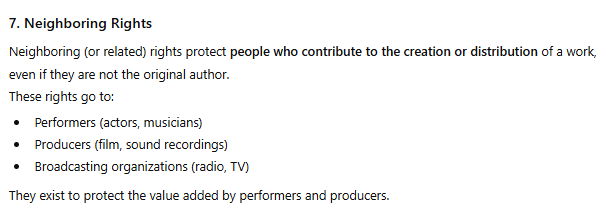 7. Neighboring Rights
Neighboring (or related) rights protect people who contribute to the creation or distribution of a work,
even if they are not the original author.
These rights go to:
• Performers (actors, musicians)
• Producers (film, sound recordings)
• Broadcasting organizations (radio, TV)
They exist to protect the value added by performers and producers.